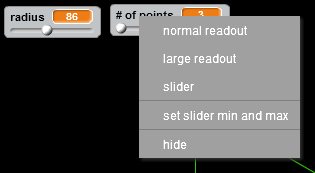 radius 86
# of points 3
normal readout
large readout
slider
set slider min and max
hide